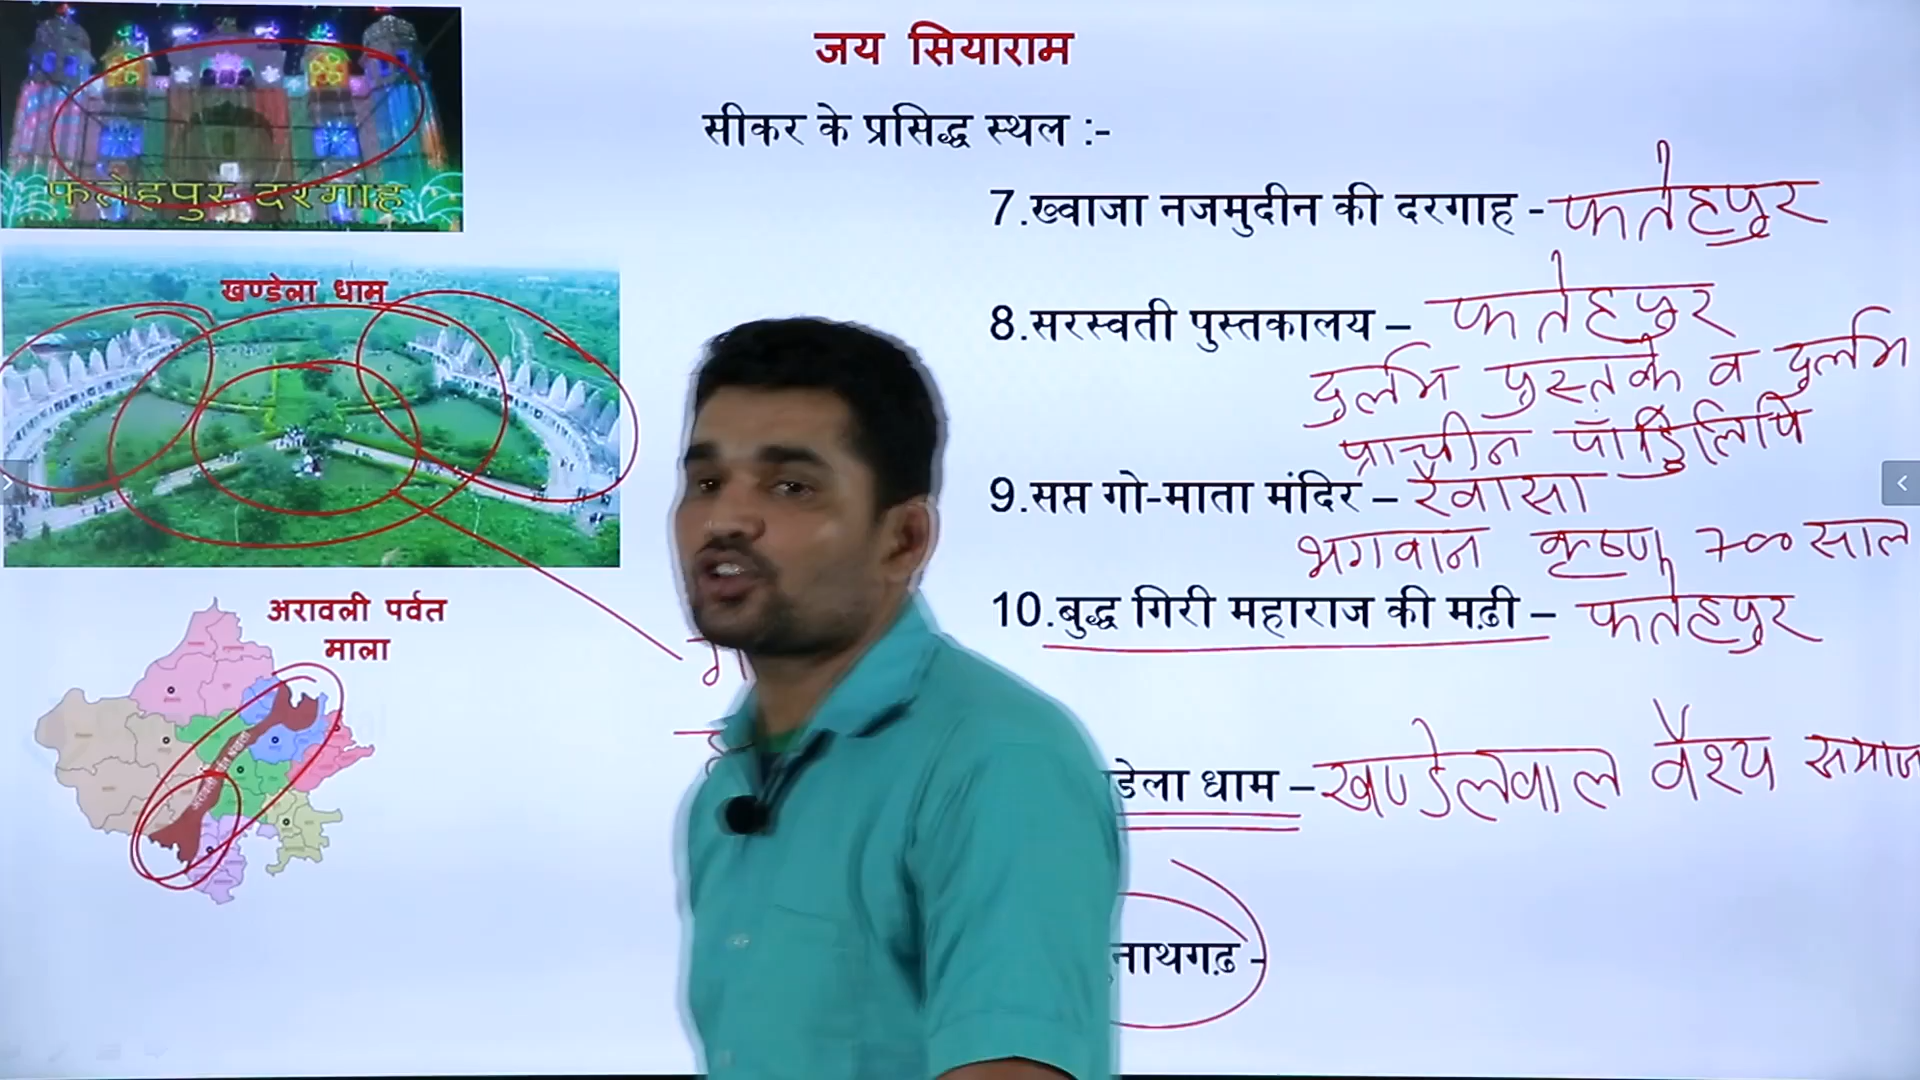 जय सियाराम
सीकर के प्रसिद्ध स्थल :-
फतेहपुर दरगाह
7.ख्वाजा नजमुदीन की दरगाह - फतेहपुर
खण्डेला धाम
8.सरस्वती पुस्तकालय – फतेहपुर
दुर्लभ पुस्तके व दुर्लभ
प्राचीन पाँडुलिपि
9.सप्त गो-माता मंदिर – रैवासा
भगवान कृष्ण 700 साल
10.बुद्ध गिरी महाराज की मढ़ी – फतेहपुर
अरावली पर्वत
माला
डेला धाम – खण्डेलवाल वैश्य समाज
नाथगढ़ -